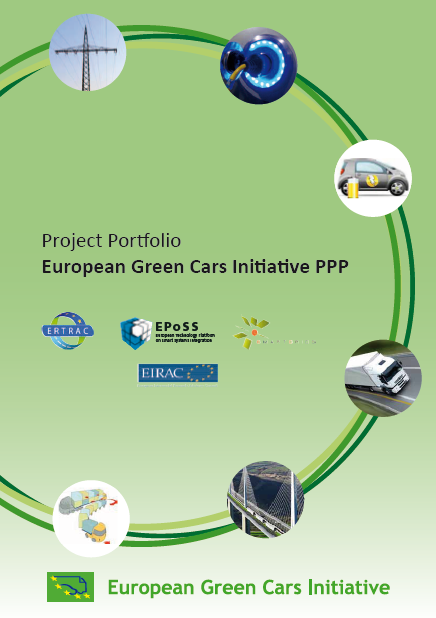 Project Portfolio
European Green Cars Initiative PPP
ERTRAC
EPoSS
European Technology Platform
on Smart Systems Integration
EIRAC
European Green Cars Initiative